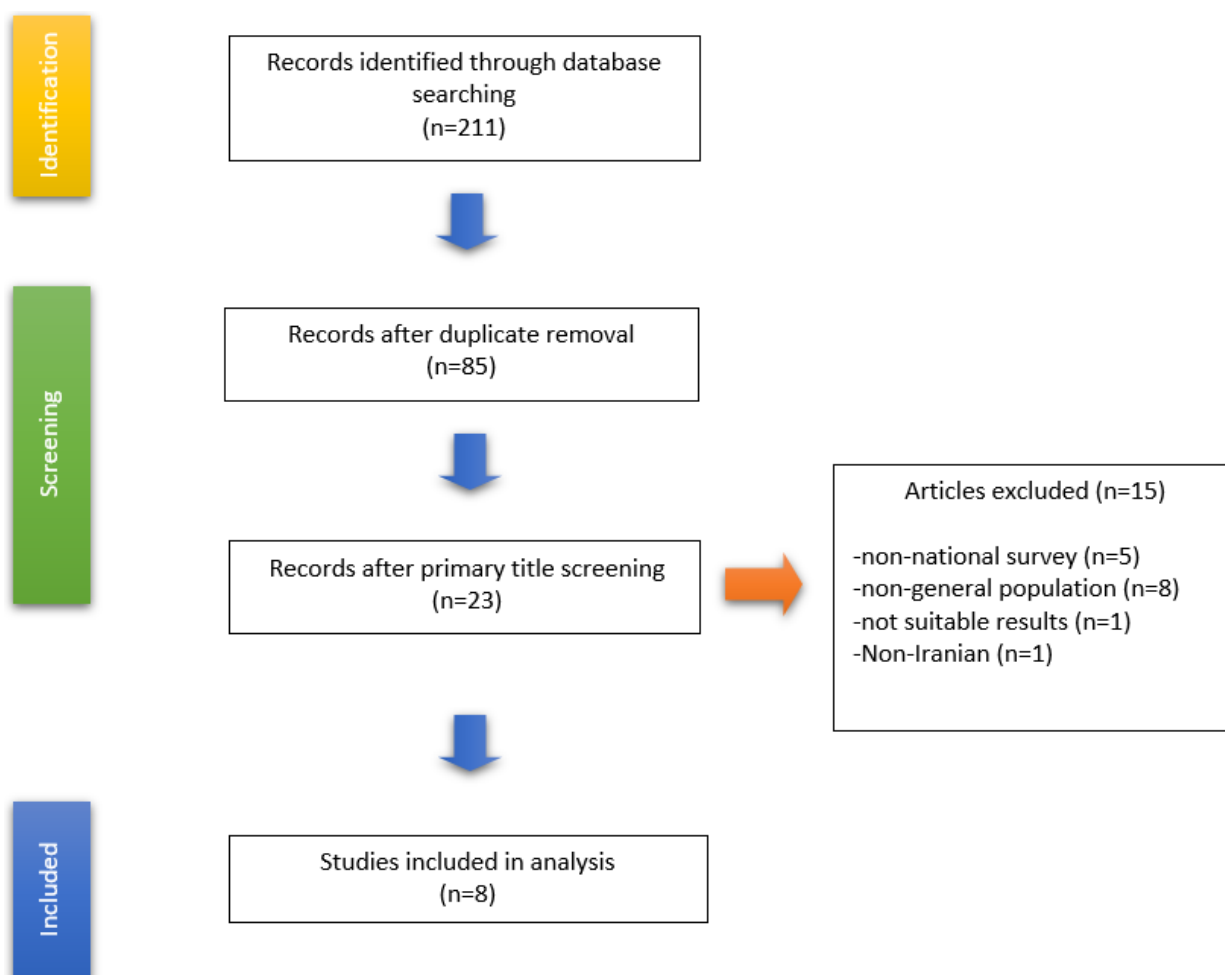 Identification
Records identified through database
searching
(n=211)
Screening
Records after duplicate removal
(n=85)
Records after primary title screening
(n=23)
Articles excluded (n=15)
-non-national survey (n=5)
-non-general population (n=8)
-not suitable results (n=1)
-Non-Iranian (n=1)
Included
Studies included in analysis
(n=8)